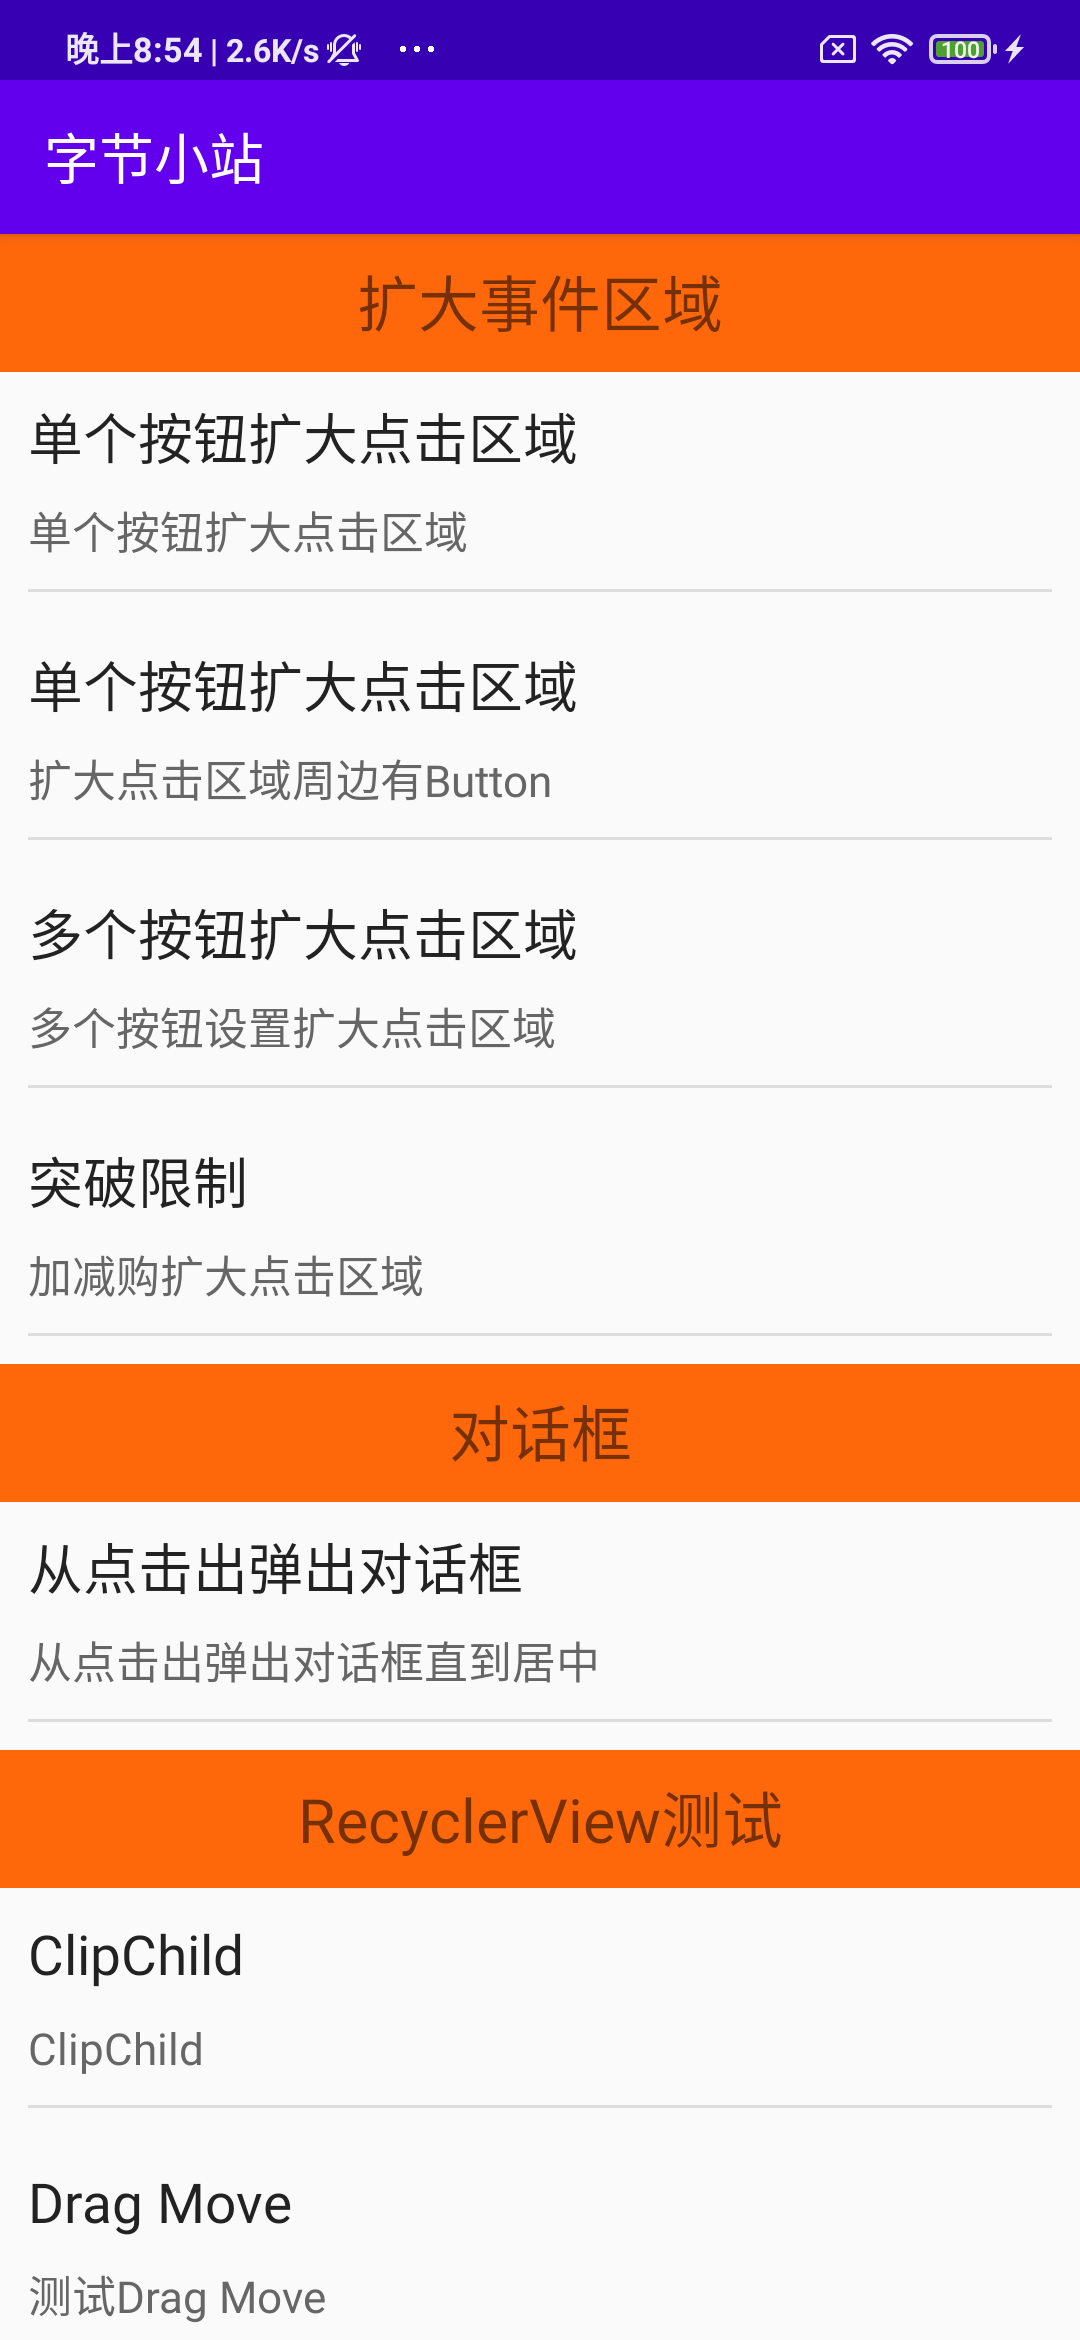 晚上8:54 | 2.6K/s ...
100
字节小站
扩大事件区域
单个按钮扩大点击区域
单个按钮扩大点击区域
单个按钮扩大点击区域
扩大点击区域周边有Button
多个按钮扩大点击区域
多个按钮设置扩大点击区域
突破限制
加减购扩大点击区域
对话框
从点击出弹出对话框
从点击出弹出对话框直到居中
RecyclerView测试
ClipChild
ClipChild
Drag Move
测试Drag Move